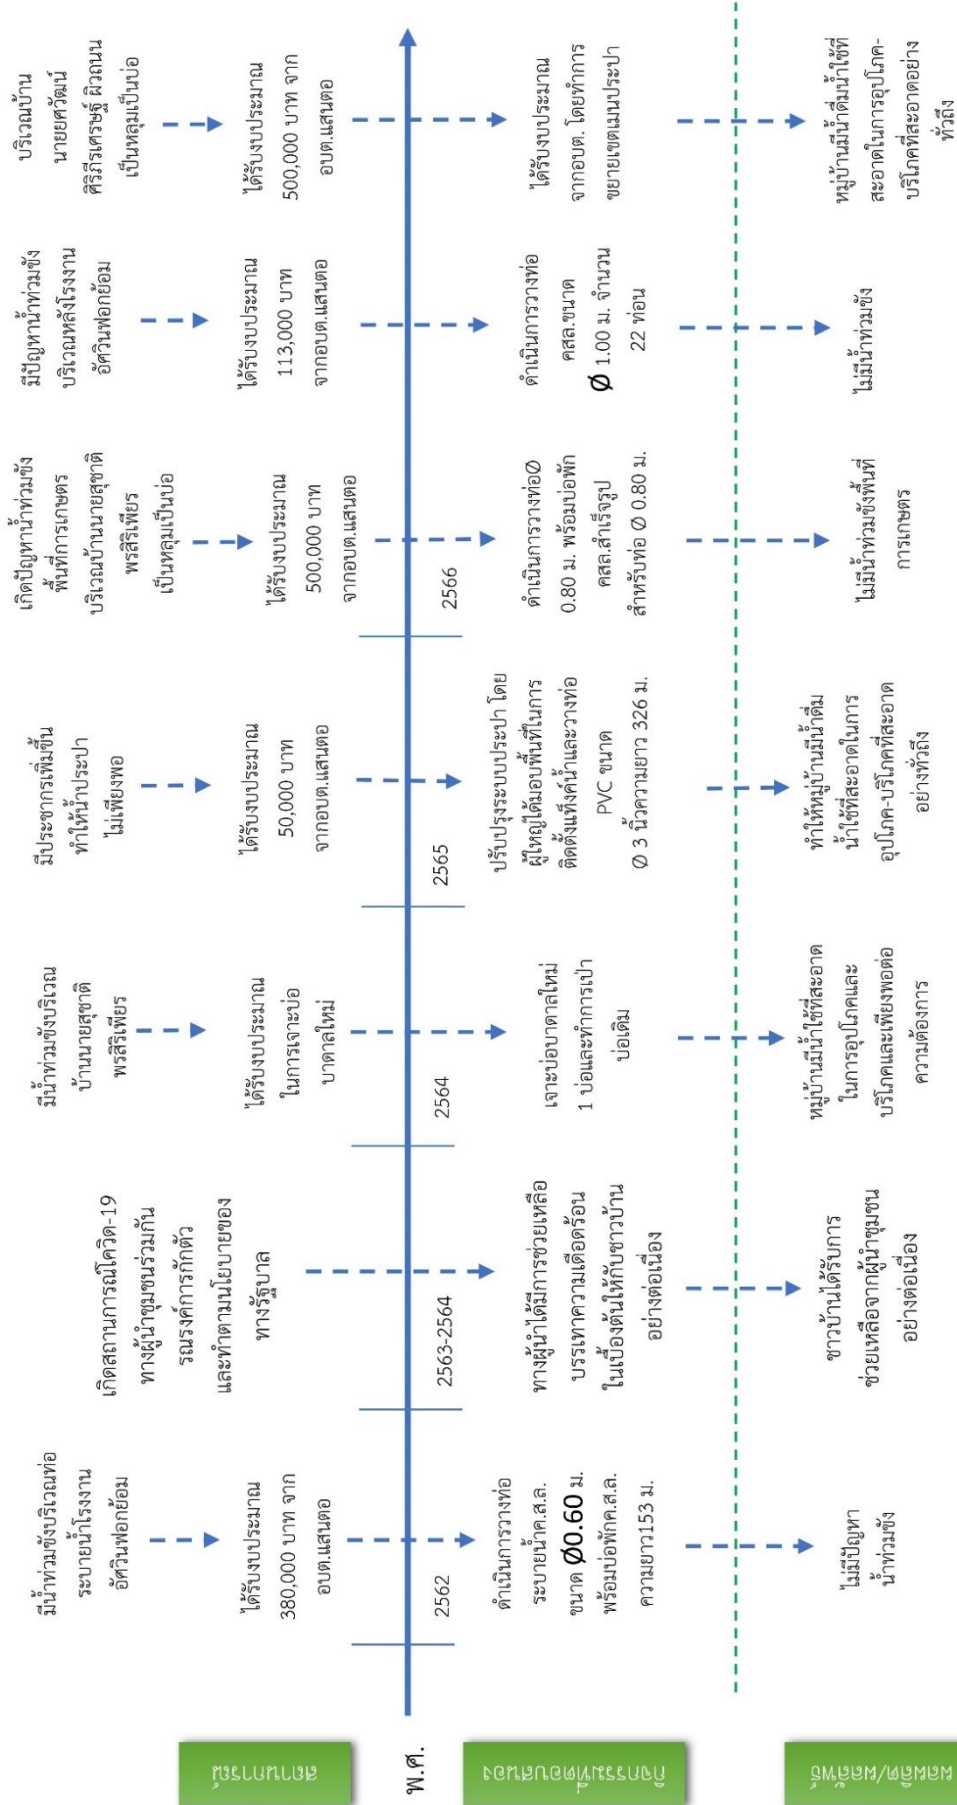 สถานการณ์
มีน้ำท่วมขังบริเวณท่อ
ระบายน้ำโรงงาน
อัศวินฟอกย้อม
ได้รับงบประมาณ
380,000 บาท จาก
อบต.แสนตอ
เกิดสถานการณ์โควิด-19
ทางผู้นำชุมชนร่วมกัน
รณรงค์การกักตัว
และทำตามนโยบายของ
ทางรัฐบาล
มีน้ำท่วมขังบริเวณ
บ้านนายสุชาติ
พรสิริเพียร
ได้รับงบประมาณ
ในการเจาะบ่อ
บาดาลใหม่
มีประชากรเพิ่มขึ้น
ทำให้น้ำประปา
ไม่เพียงพอ
ได้รับงบประมาณ
50,000 บาท
จากอบต.แสนตอ
เกิดปัญหาน้ำท่วมขัง
พื้นที่การเกษตร
บริเวณบ้านนายสุชาติ
พรสิริเพียร
เป็นหลุมเป็นบ่อ
ได้รับงบประมาณ
500,000 บาท
จากอบต.แสนตอ
มีปัญหาน้ำท่วมขัง
บริเวณหลังโรงงาน
อัศวินฟอกย้อม
ได้รับงบประมาณ
113,000 บาท
จากอบต.แสนตอ
บริเวณบ้าน
นายยศวัฒน์
ศิริภีรเศรษฐ์ ผิวถนน
เป็นหลุมเป็นบ่อ
ได้รับงบประมาณ
500,000 บาท จาก
อบต.แสนตอ
พ.ศ.
2562
2563-2564
2564
2565
2566
กิจกรรมที่ตอบสนอง
ดำเนินการวางท่อ
ระบายน้ำค.ส.ล.
ขนาด Ø0.60 ม.
พร้อมบ่อพักค.ส.ล.
ความยาว153 ม.
ทางผู้นำได้มีการช่วยเหลือ
บรรเทาความเดือดร้อน
ในเบื้องต้นให้กับชาวบ้าน
อย่างต่อเนื่อง
เจาะบ่อบาดาลใหม่
1 บ่อและทำการเป่า
บ่อเดิม
ปรับปรุงระบบประปา โดย
ผู้ใหญ่ได้มอบพื้นที่ในการ
ติดตั้งแท็งค์น้ำและวางท่อ
PVC ขนาด
Ø 3 นิ้วความยาว 326 ม.
ดำเนินการวางท่อØ
0.80 ม. พร้อมบ่อพัก
คสล.สำเร็จรูป
สำหรับท่อ Ø 0.80 ม.
ดำเนินการวางท่อ
คสล.ขนาด
Ø 1.00 ม. จำนวน
22 ท่อน
ได้รับงบประมาณ
จากอบต. โดยทำการ
ขยายเขตเมนประปา
ผลผลิต/ผลลัพธ์
ไม่มีปัญหา
น้ำท่วมขัง
ชาวบ้านได้รับการ
ช่วยเหลือจากผู้นำชุมชน
อย่างต่อเนื่อง
หมู่บ้านมีน้ำใช้ที่สะอาด
ในการอุปโภคและ
บริโภคและเพียงพอต่อ
ความต้องการ
ทำให้หมู่บ้านมีน้ำดื่ม
น้ำใช้ที่สะอาดในการ
อุปโภค-บริโภคที่สะอาด
อย่างทั่วถึง
ไม่มีน้ำท่วมขังพื้นที่
การเกษตร
ไม่มีน้ำท่วมขัง
หมู่บ้านมีน้ำดื่มน้ำใช้ที่
สะอาดในการอุปโภค-
บริโภคที่สะอาดอย่าง
ทั่วถึง